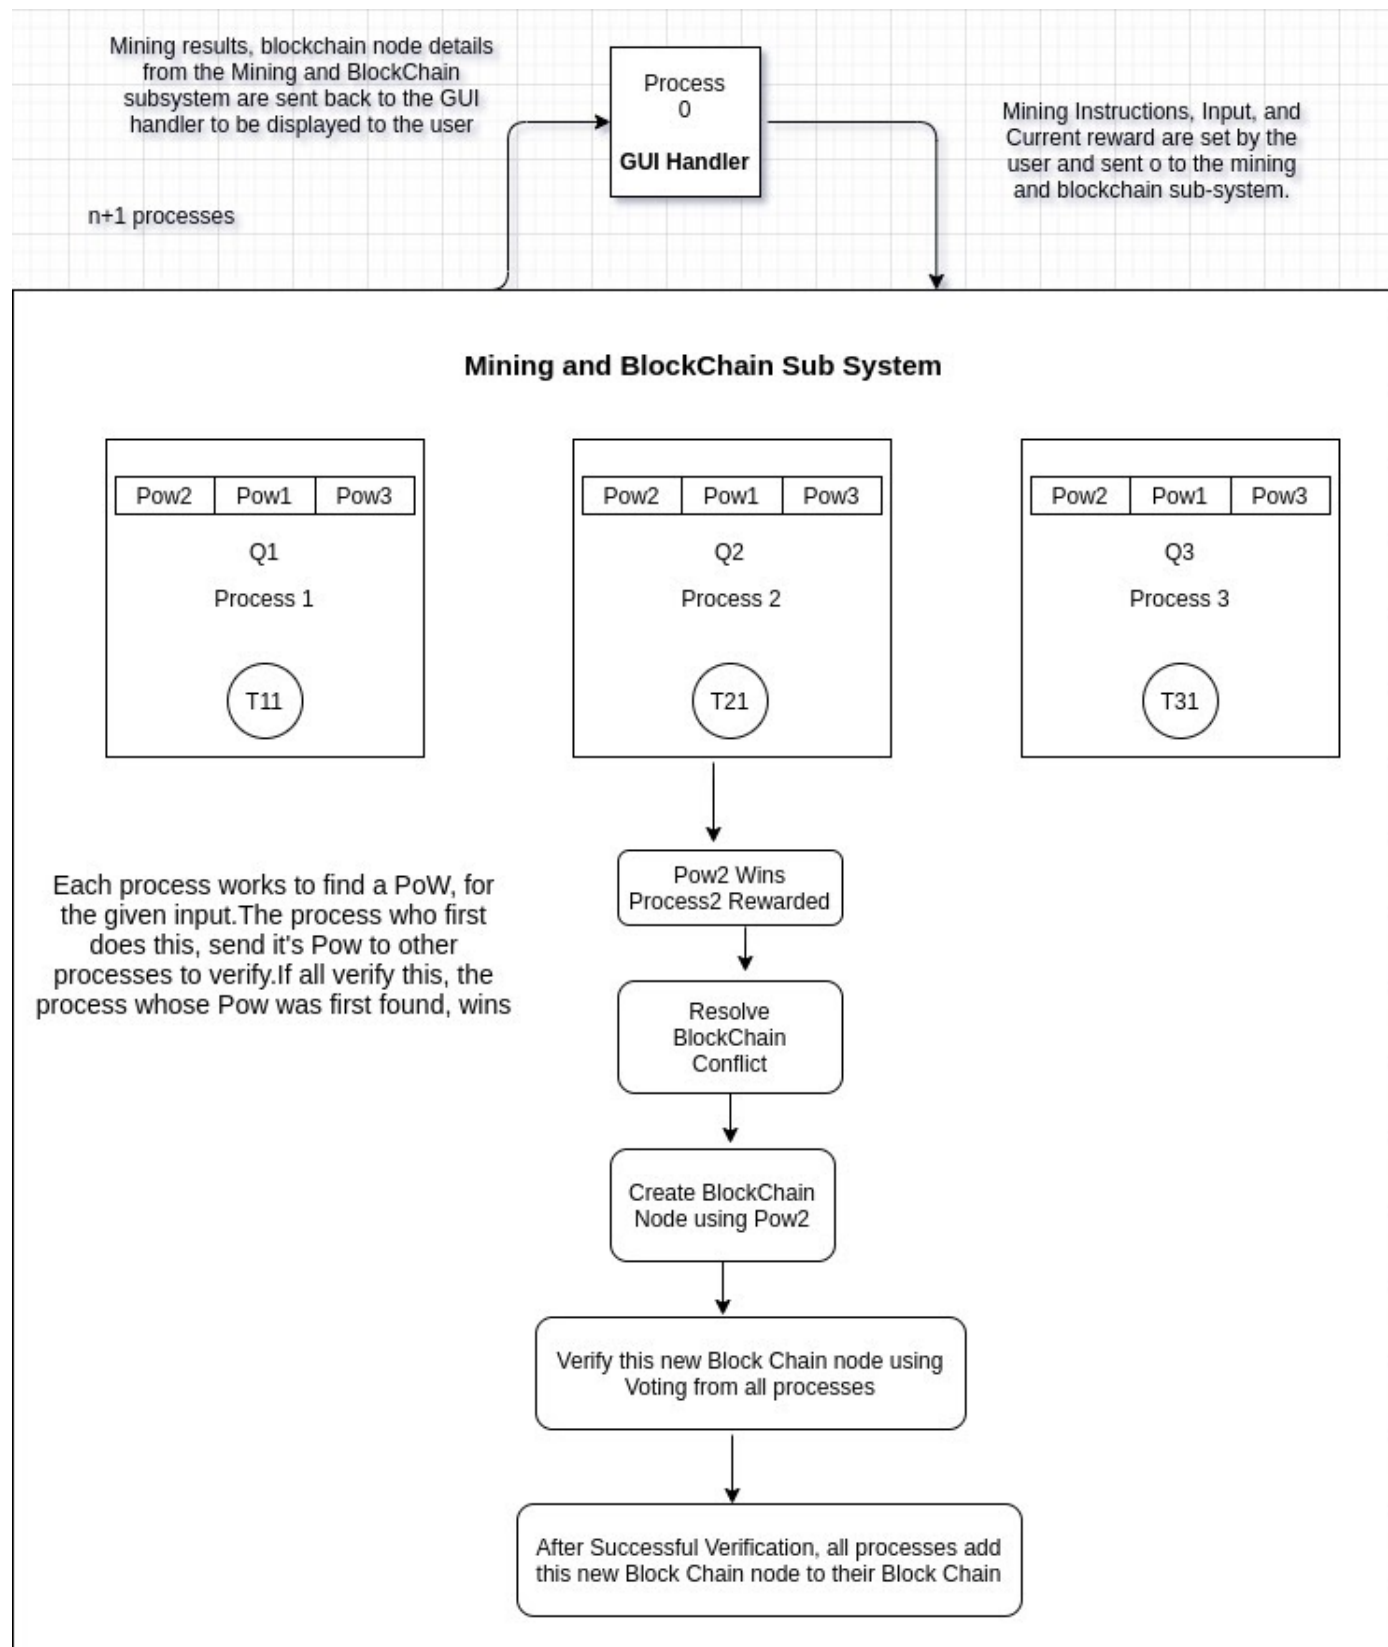 Mining results, blockchain node details
from the Mining and BlockChain
subsystem are sent back to the GUI
handler to be displayed to the user
Process
0
GUI Handler
Mining Instructions, Input, and
Current reward are set by the
user and sent o to the mining
and blockchain sub-system.
n+1 processes
Mining and BlockChain Sub System
Pow2 Pow1 Pow3
Q1
Process 1
T11
Pow2 Pow1 Pow3
Q2
Process 2
T21
Pow2 Pow1 Pow3
Q3
Process 3
T31
Each process works to find a PoW, for
the given input.The process who first
does this, send it's Pow to other
processes to verify.If all verify this, the
process whose Pow was first found, wins
Pow2 Wins
Process2 Rewarded
Resolve
BlockChain
Conflict
Create BlockChain
Node using Pow2
Verify this new Block Chain node using
Voting from all processes
After Successful Verification, all processes add
this new Block Chain node to their Block Chain